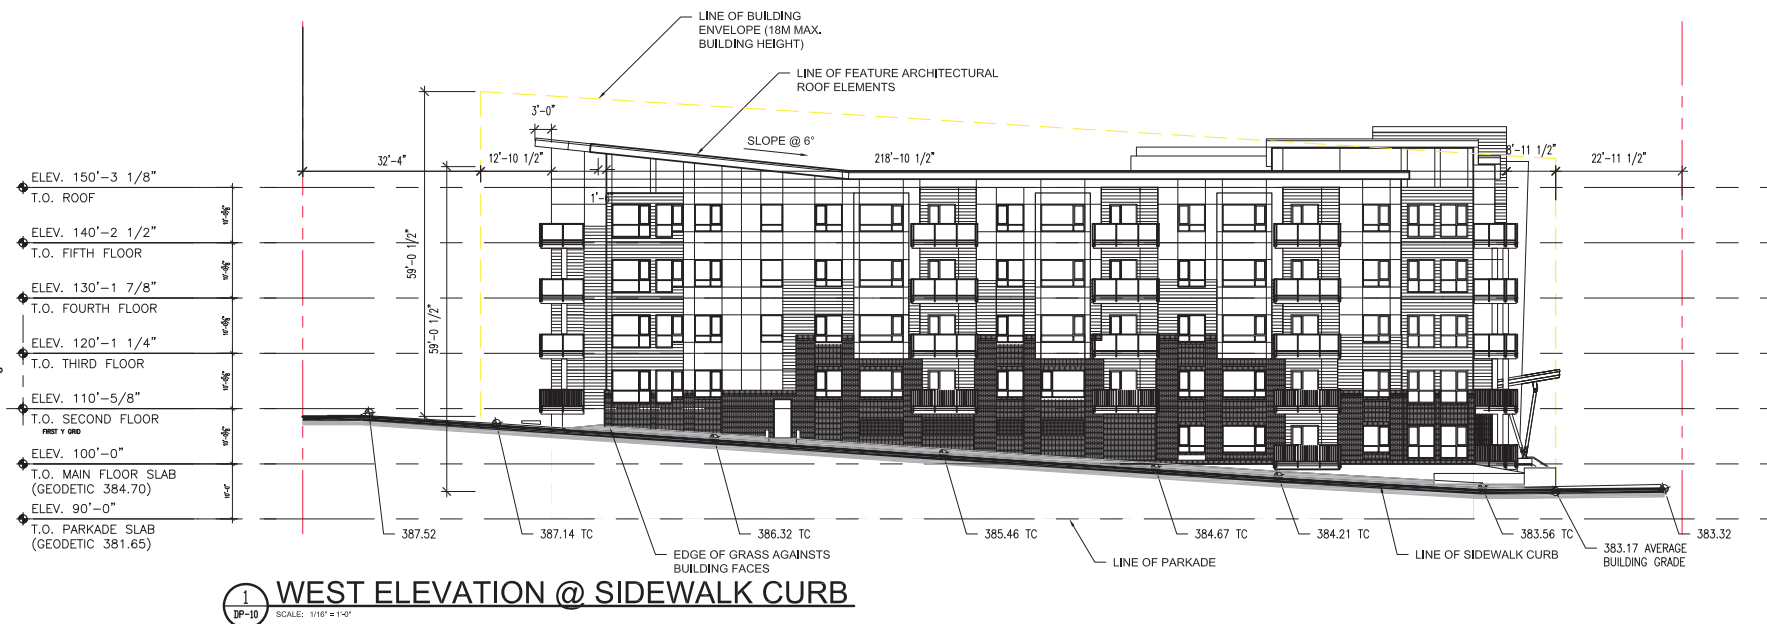 LINE OF BUILDING
ENVELOPE (18M MAX.
BUILDING HEIGHT)
LINE OF FEATURE ARCHITECTURAL
ROOF ELEMENTS
3'-0"
SLOPE @ 6°
32'-4"
12'-10 1/2"
218'-10 1/2"
8'-11 1/2"
22'-11 1/2"
1'-6
59'-0 1/2"
59'-0 1/2"
ELEV. 150'-3 1/8"
T.O. ROOF
ELEV. 140'-2 1/2"
T.O. FIFTH FLOOR
ELEV. 130'-1 7/8"
T.O. FOURTH FLOOR
ELEV. 120'-1 1/4"
T.O. THIRD FLOOR
ELEV. 110'-5/8"
T.O. SECOND FLOOR
FIRST Y GRID
ELEV. 100'-0"
T.O. MAIN FLOOR SLAB
(GEODETIC 384.70)
10'-0"
ELEV. 90'-0"
T.O. PARKADE SLAB
(GEODETIC 381.65)
387.52
387.14 TC
386.32 TC
385.46 TC
384.67 TC
384.21 TC
383.56 TC
383.32
383.17 AVERAGE
BUILDING GRADE
EDGE OF GRASS AGAINSTS
BUILDING FACES
LINE OF PARKADE
LINE OF SIDEWALK CURB
1
DP-10
WEST ELEVATION @ SIDEWALK CURB
SCALE: 1/16" = 1'-0"